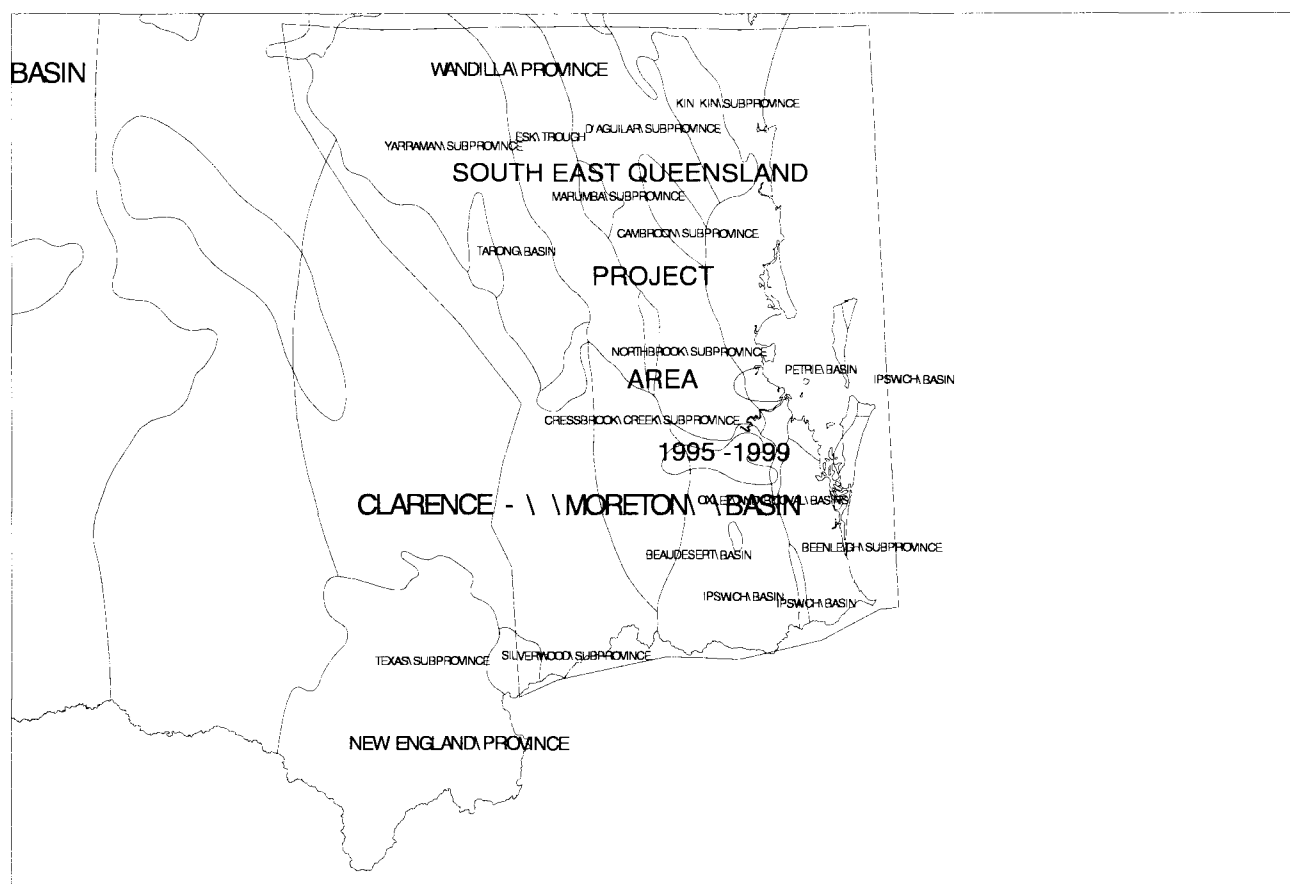 BASIN
WANDILLA\PROVINCE
KIN KIN\SUBPROVINCE
D'AGUILAR\SUBPROVINCE
ESK\TROUGH
YARRAMAN\SUBPROVINCE
SOUTH EAST QUEENSLAND
MARUMBA\SUBPROVINCE
CAMBROON\SUBPROVINCE
TARONG\BASIN
PROJECT
NORTHBROOK\SUBPROVINCE
PETRIE\BASIN
IPSWICH\BASIN
AREA
CRESSBROOK\CREEK\SUBPROVINCE
1995 -1999
\BASINS
CLARENCE - \ \MORETON\ \BASIN
BEENLEIGH\SUBPROVINCE
BEAUDESERT\BASIN
IPSWICH\BASIN
IPSWICH\BASIN
SILVERWOOD\SUBPROVINCE
TEXAS\SUBPROVINCE
NEW ENGLAND\PROVINCE